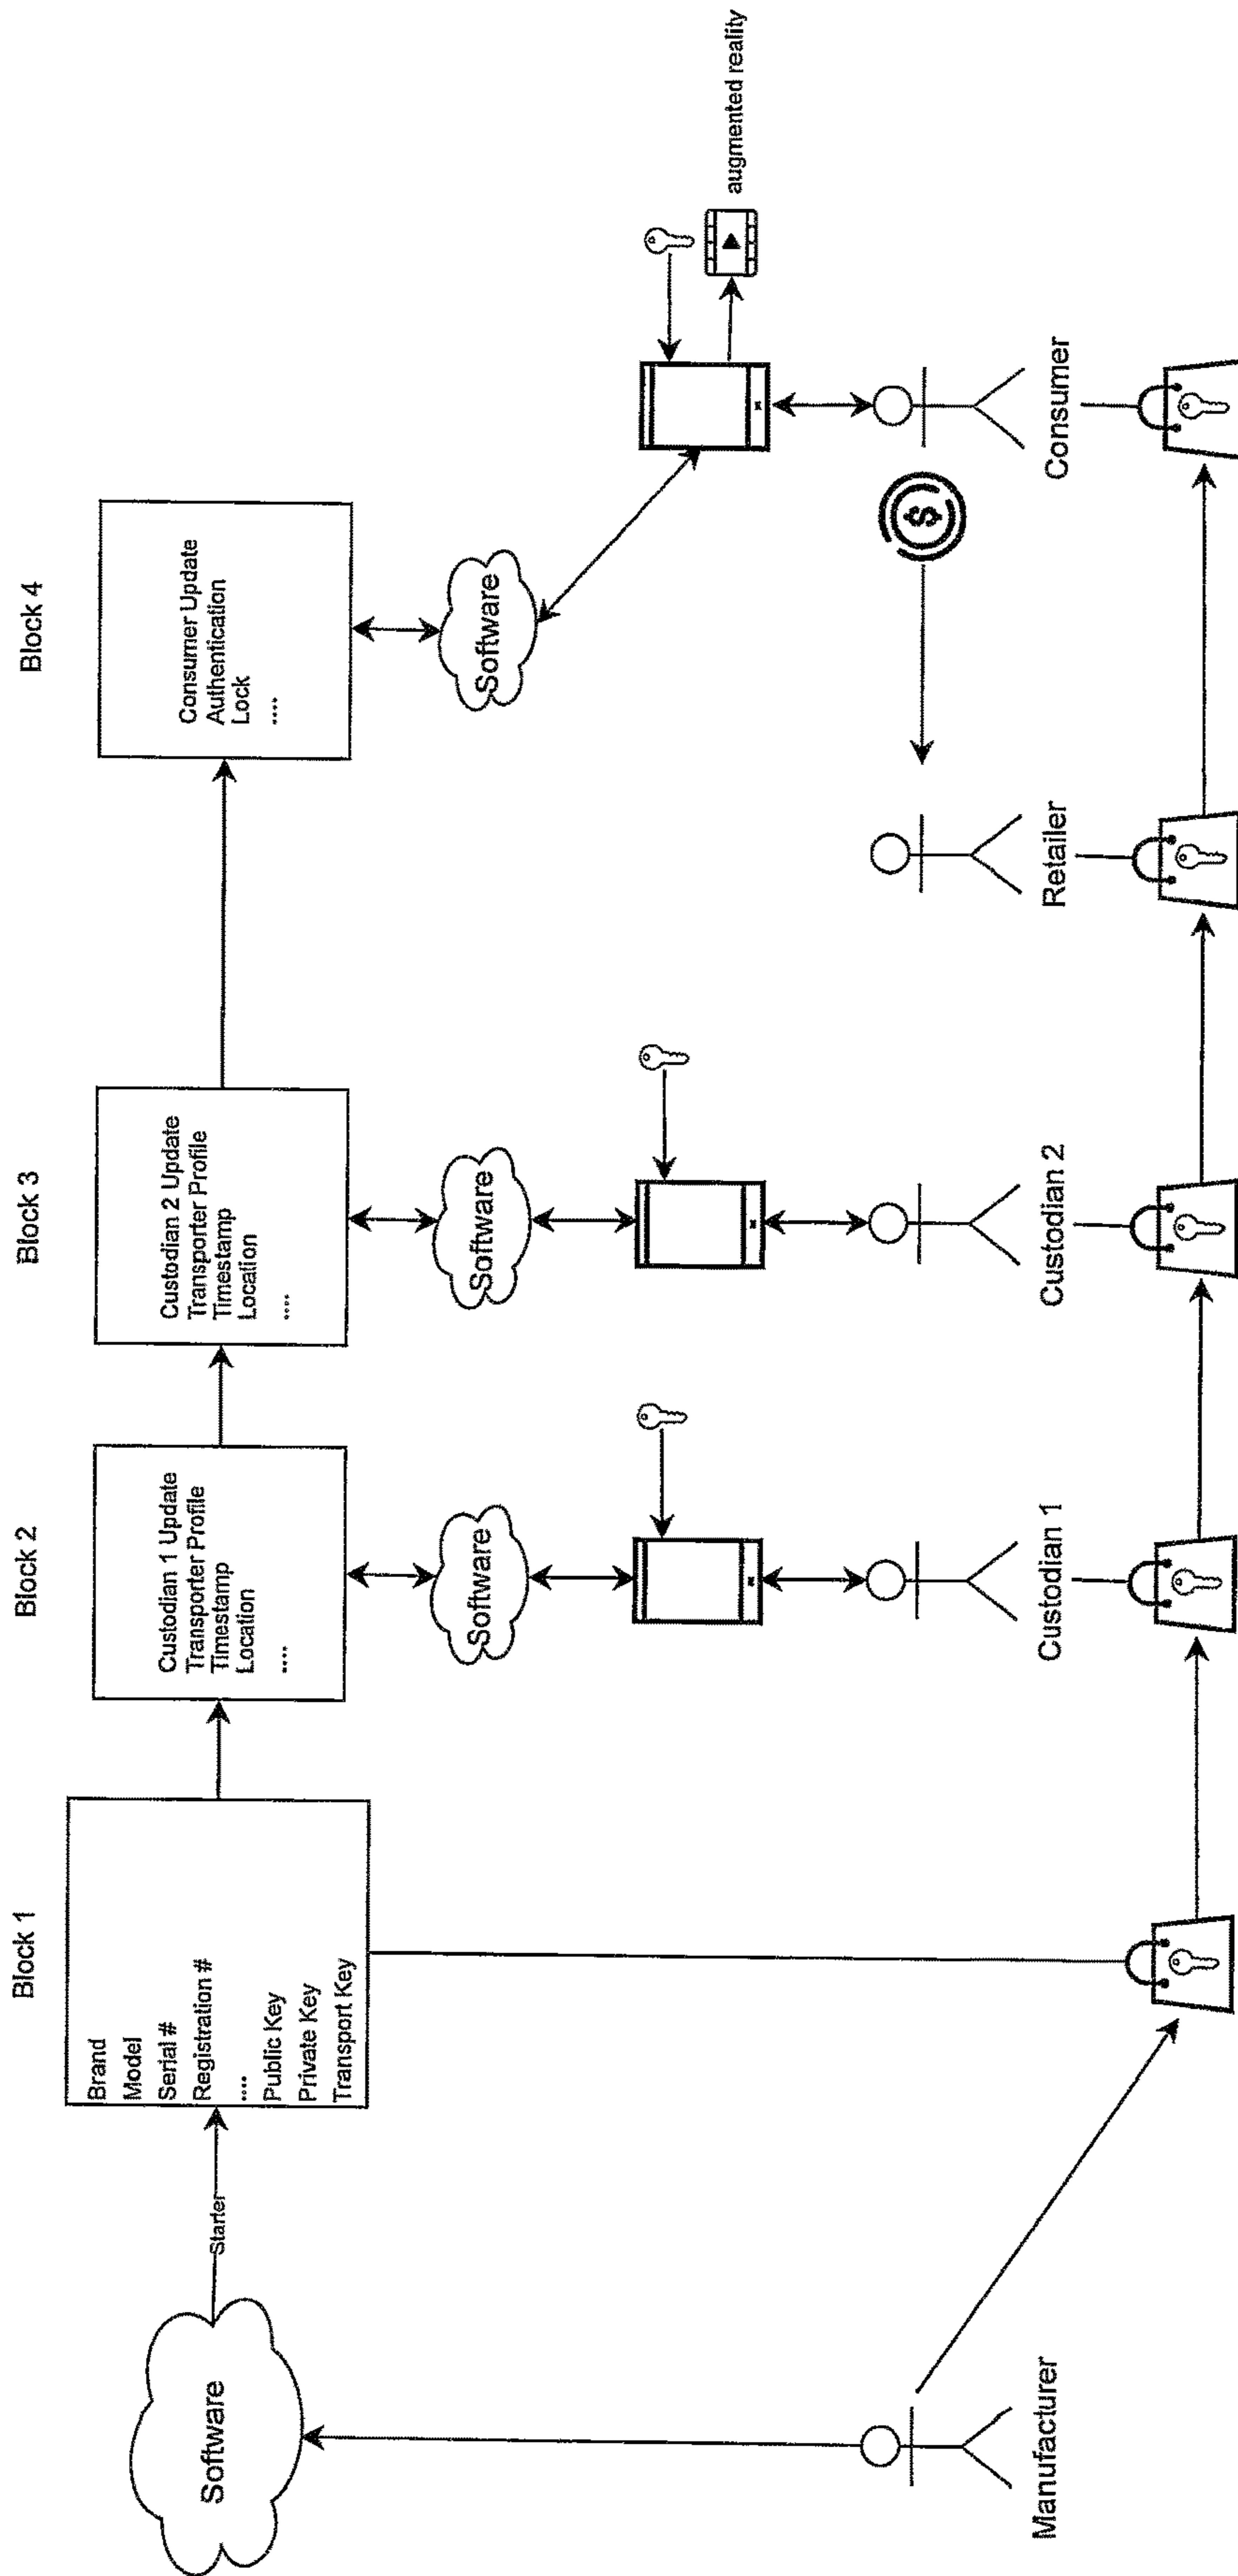 Block 1
Block 2
Block 3
Block 4
Brand
Model
Serial #
Registration #
....
Public Key
Private Key
Transport Key
Custodian 1 Update
Transporter Profile
Timestamp
Location
....
Custodian 2 Update
Transporter Profile
Timestamp
Location
....
Consumer Update
Authentication
Lock
....
Software
Starter
Software
Software
Software
augmented reality
$
Manufacturer
Custodian 1
Custodian 2
Retailer
Consumer